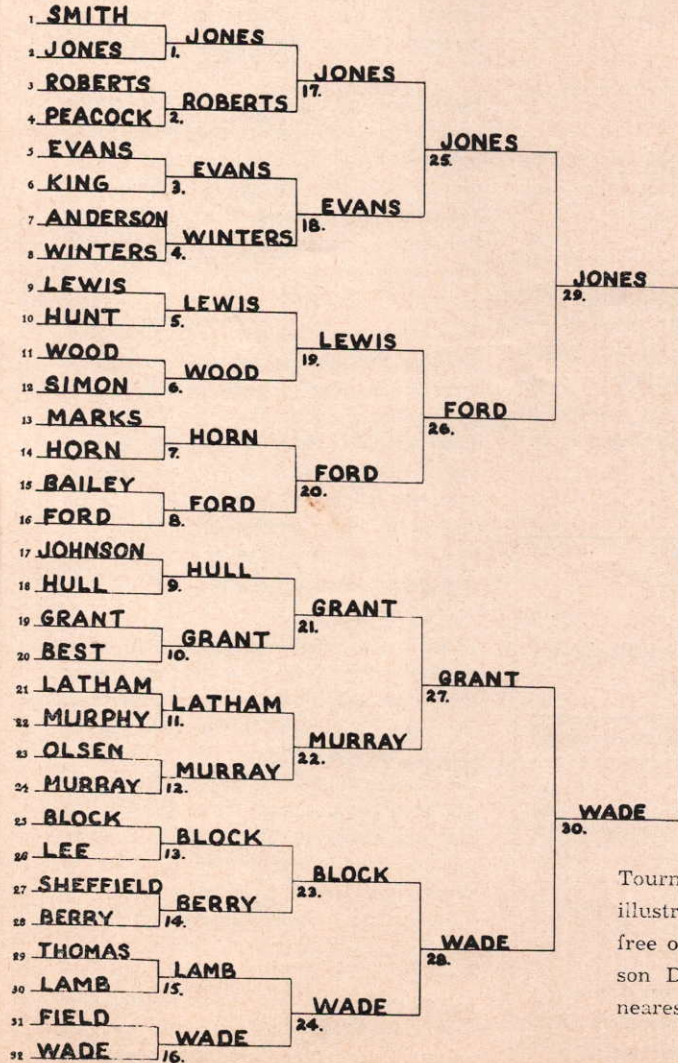 1 SMITH
2 JONES
3 ROBERTS
4 PEACOCK
5 EVANS
6 KING
7 ANDERSON
8 WINTERS
9 LEWIS
10 HUNT
11 WOOD
12 SIMON
13 MARKS
14 HORN
15 BAILEY
16 FORD
17 JOHNSON
18 HULL
19 GRANT
20 BEST
21 LATHAM
22 MURPHY
23 OLSEN
24 MURRAY
25 BLOCK
26 LEE
27 SHEFFIELD
28 BERRY
29 THOMAS
30 LAMB
31 FIELD
32 WADE
JONES
1.
ROBERTS
2.
EVANS
3.
WINTERS
4.
LEWIS
5.
WOOD
6.
HORN
7.
FORD
8.
HULL
9.
GRANT
10.
LATHAM
11.
MURRAY
12.
BLOCK
13.
BERRY
14.
LAMB
15.
WADE
16.
JONES
17.
EVANS
18.
LEWIS
19.
FORD
20.
GRANT
21.
MURRAY
22.
BLOCK
23.
WADE
24.
JONES
25.
FORD
26.
GRANT
27.
WADE
28.
JONES
29.
WADE
30.
Tourn
illustr
free o
son D
neares